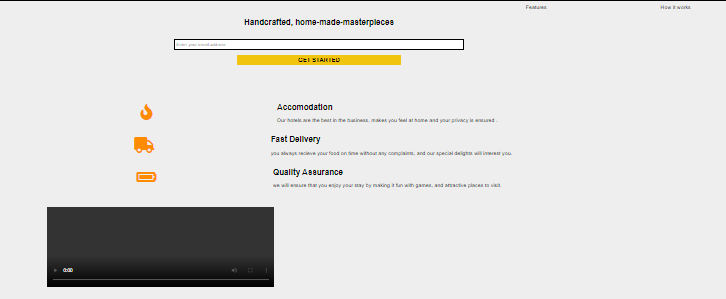 Features
How it works
Handcrafted, home-made-masterpieces
Enter your email address
GET STARTED
Accomodation
Our hotels are the best in the business, makes you feel at home and your privacy is ensured .
Fast Delivery
you always recieve your food on time without any complaints, and our special delights will interest you.
Quality Assurance
we will ensure that you enjoy your stay by making it fun with games, and attractive places to visit.
0:00